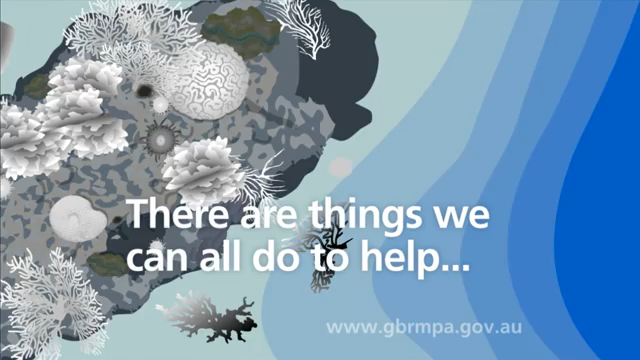 There are things we
can all do to help...
www.gbrmpa.gov.au